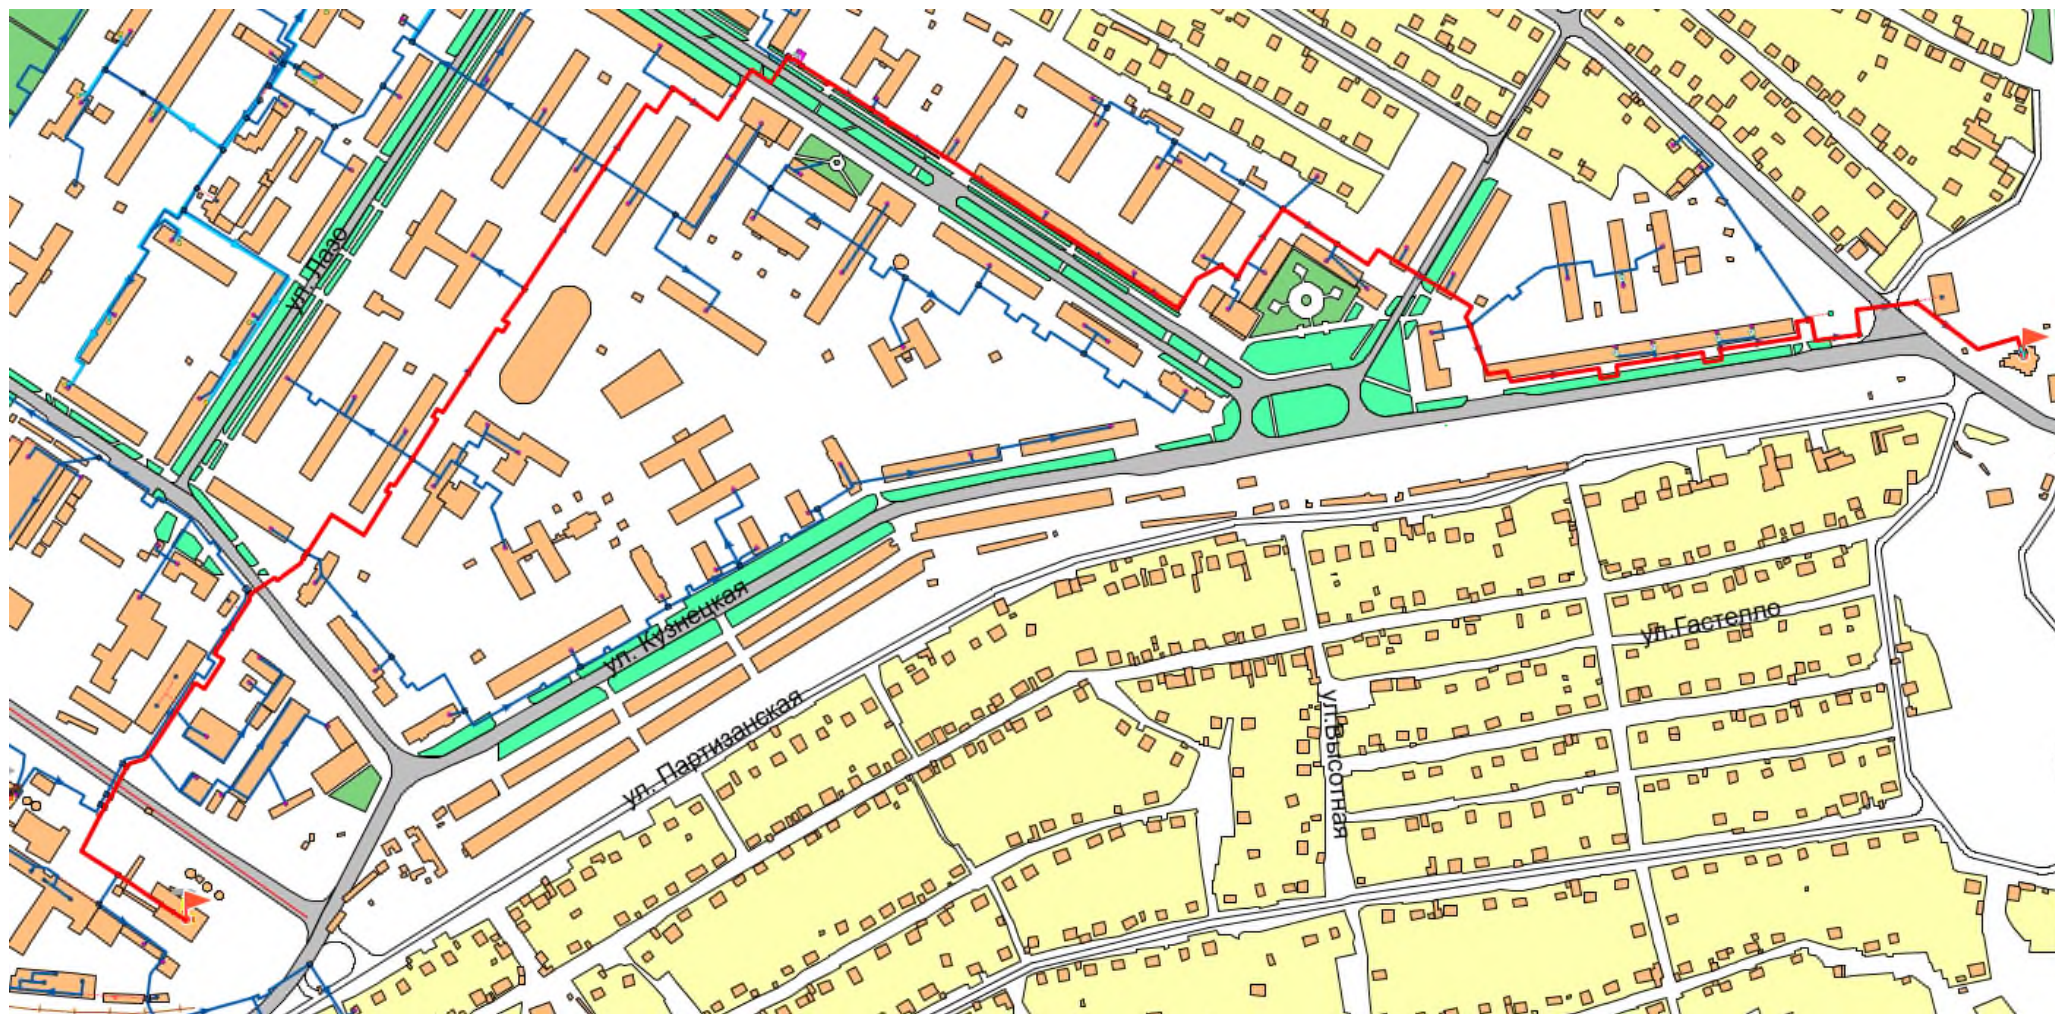 ул. Лазо
ул. Кузнецкая
ул.Гастелло
ул. Партизанская
ул.Высотная